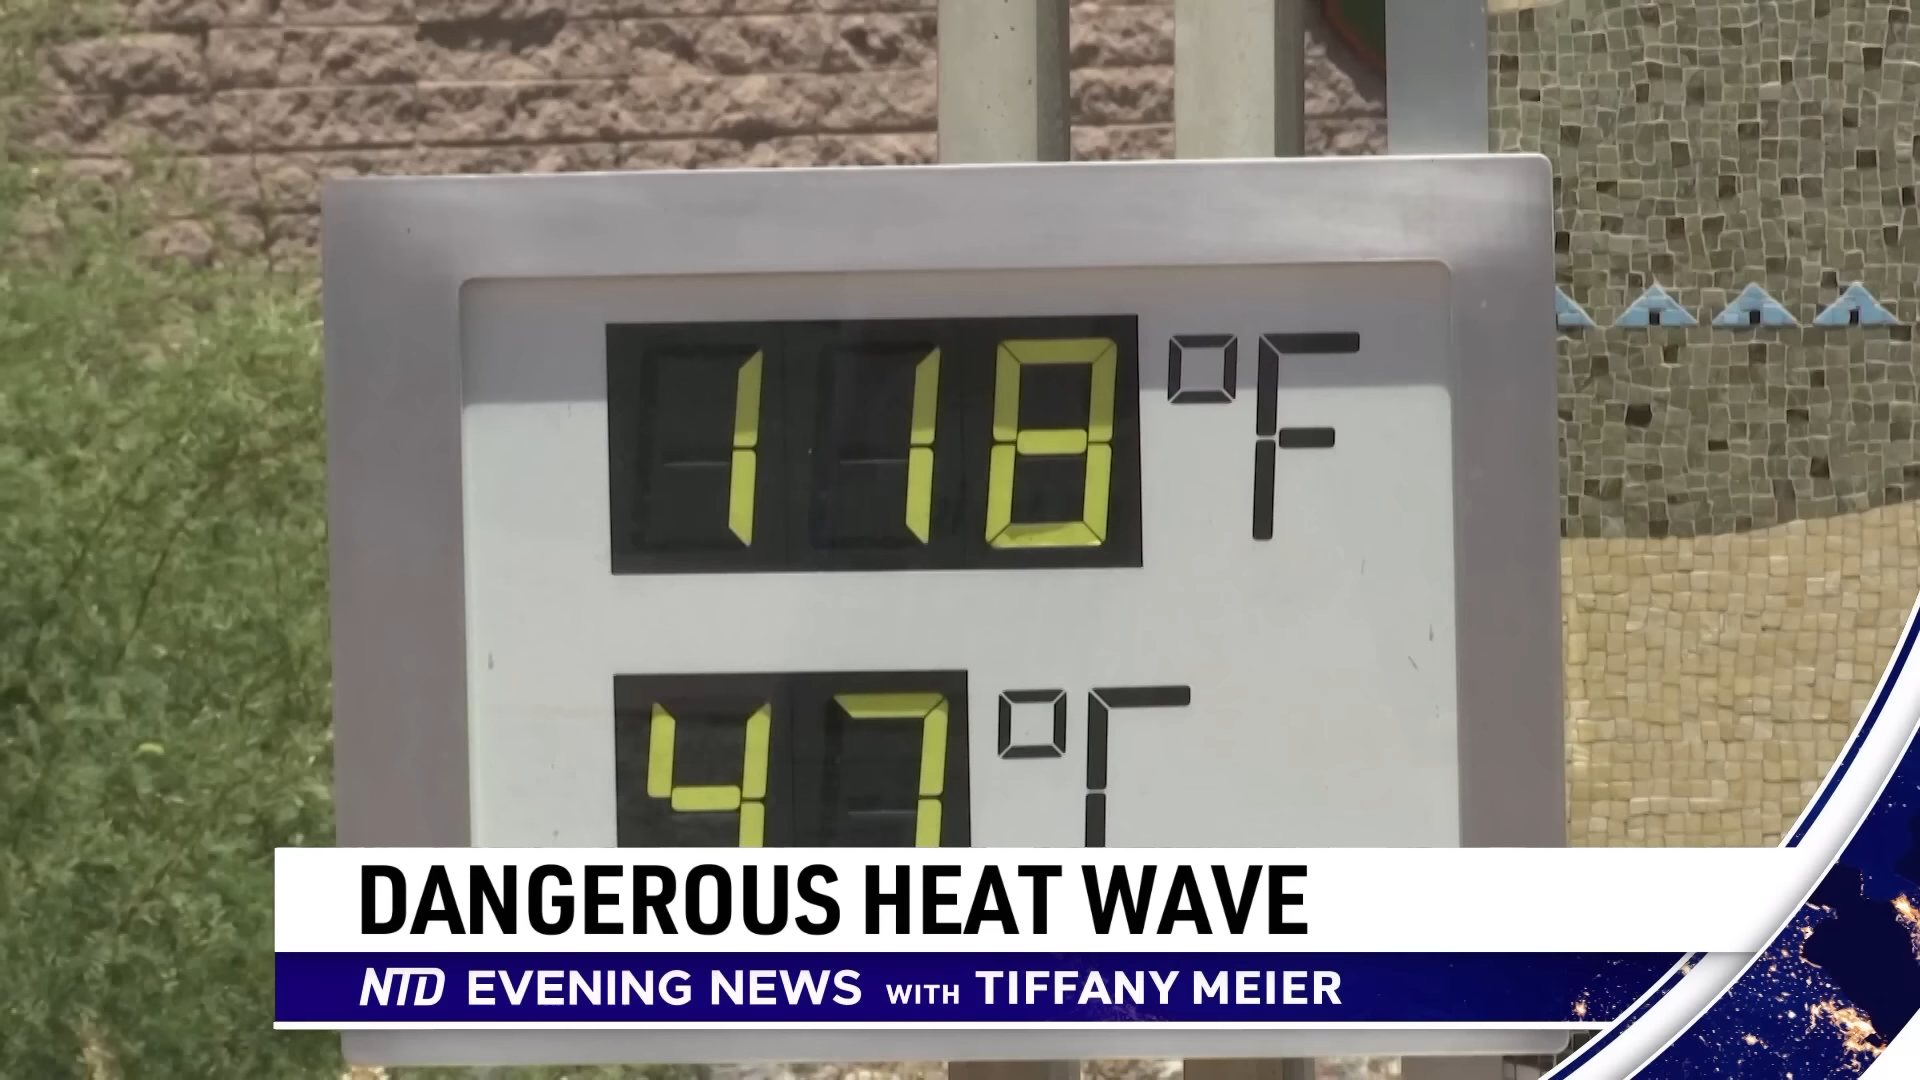 118 °F
47 °C
DANGEROUS HEAT WAVE
NTD EVENING NEWS WITH TIFFANY MEIER